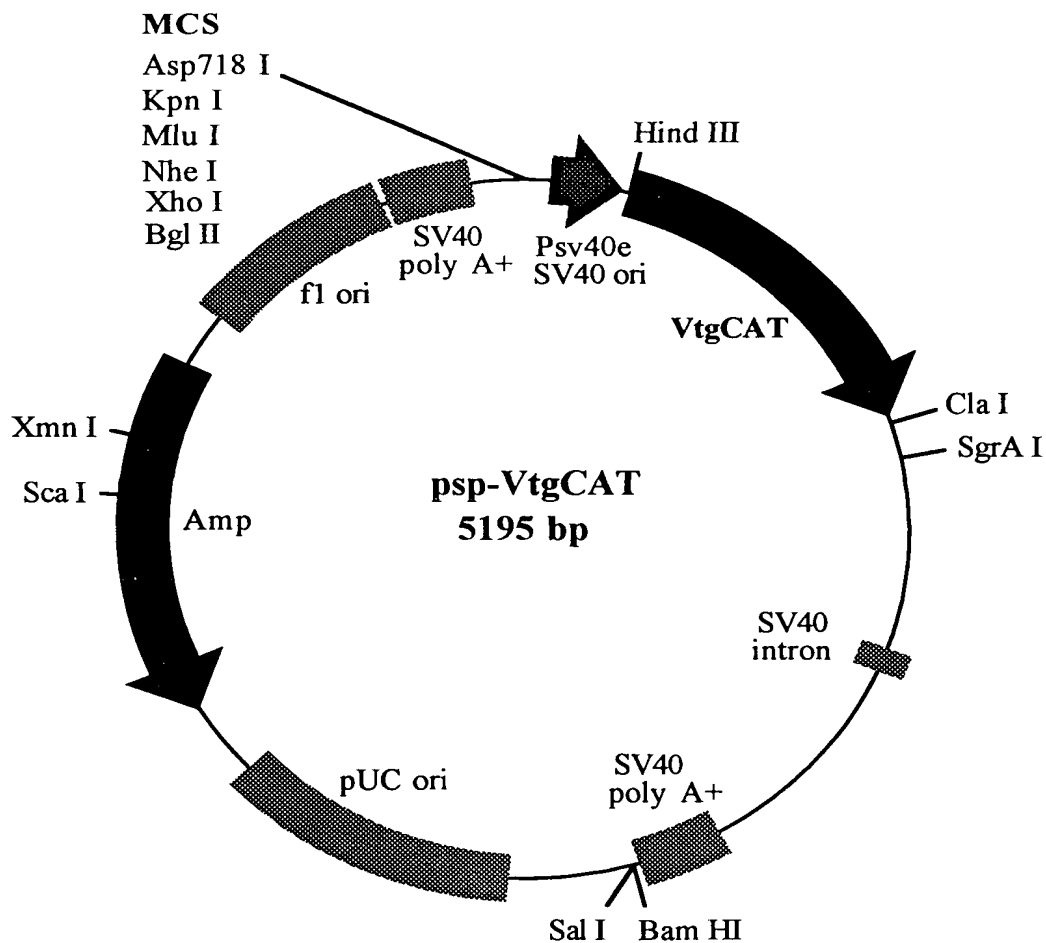 MCS
Asp718 I
Kpn I
Mlu I
Nhe I
Xho I
Bgl II
Hind III
SV40
poly A+
Psv40e
SV40 ori
f1 ori
VtgCAT
Cla I
SgrA I
Xmn I
Sca I
Amp
psp-VtgCAT
5195 bp
SV40
intron
SV40
poly A+
pUC ori
Sal I
Bam HI